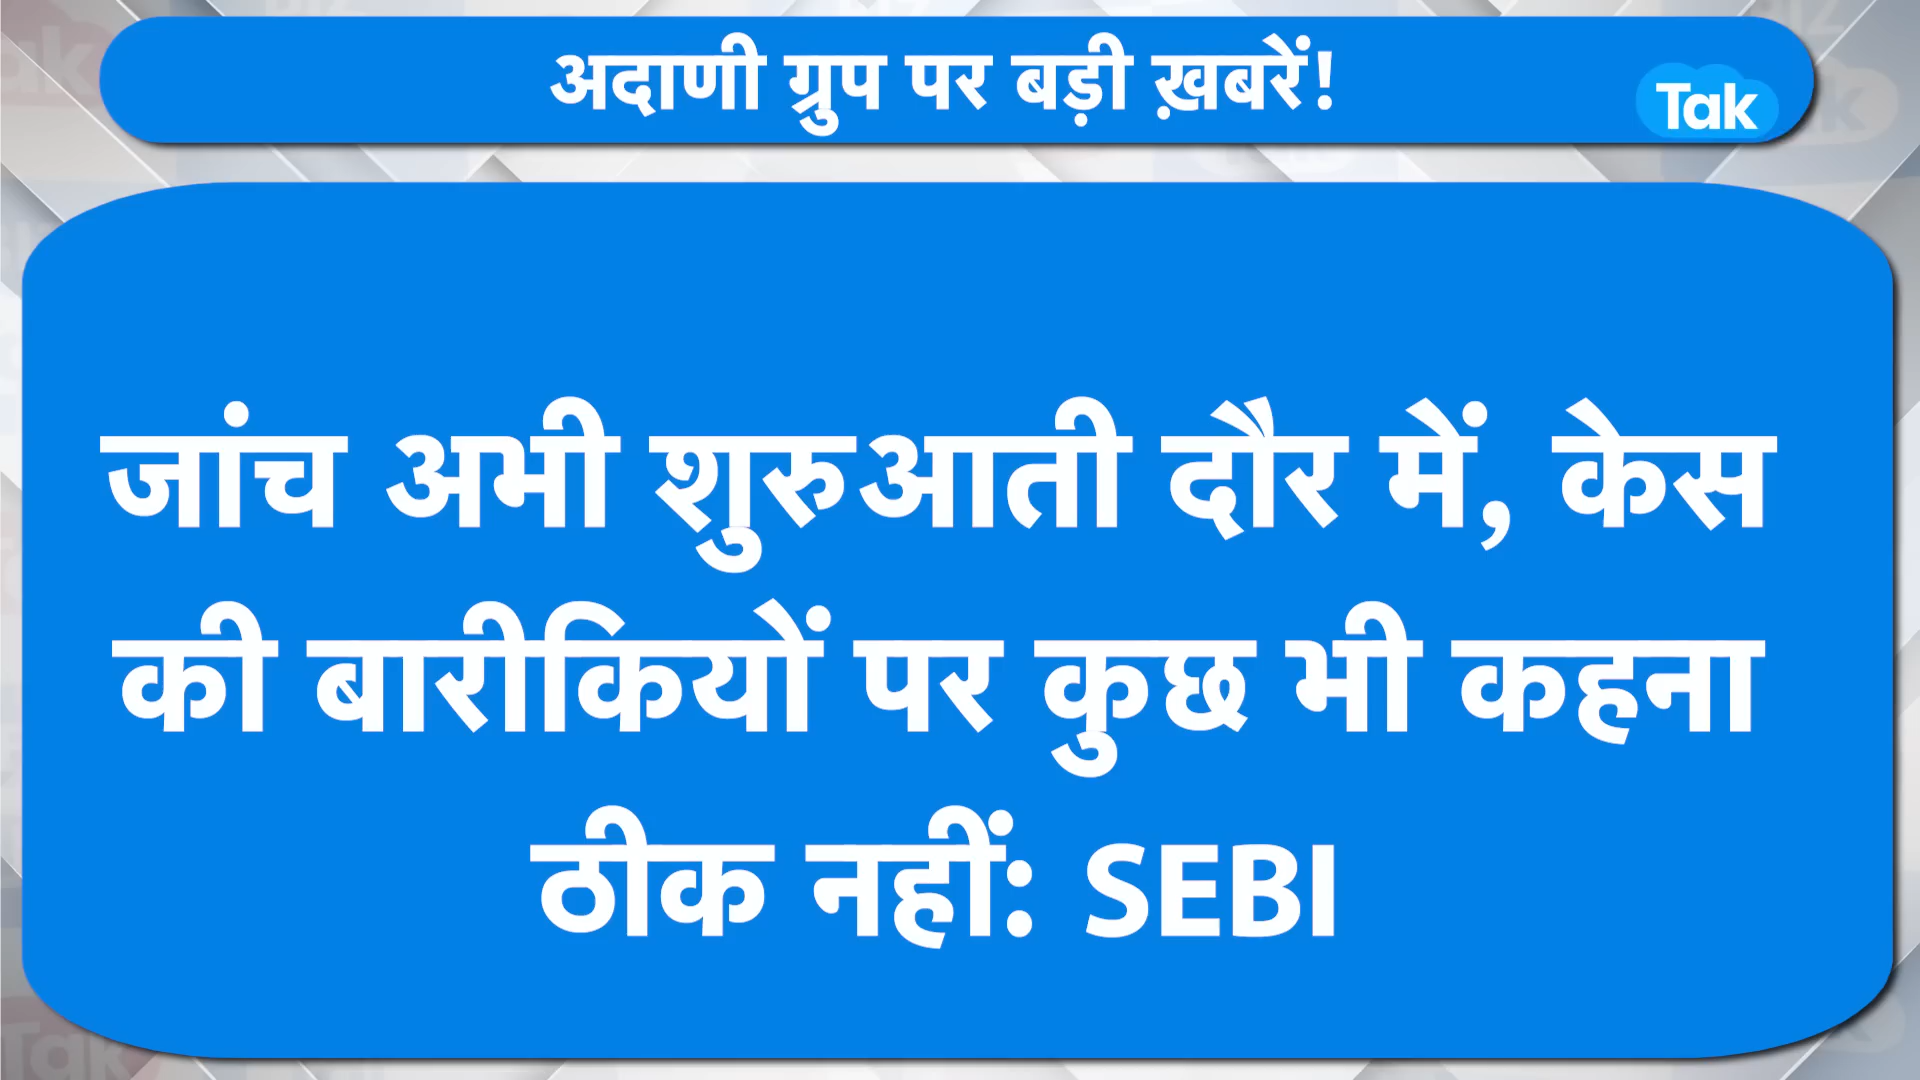 अदाणी ग्रुप पर बड़ी ख़बरें!
Tak
जांच अभी शुरुआती दौर में, केस
की बारीकियों पर कुछ भी कहना
ठीक नहीं: SEBI